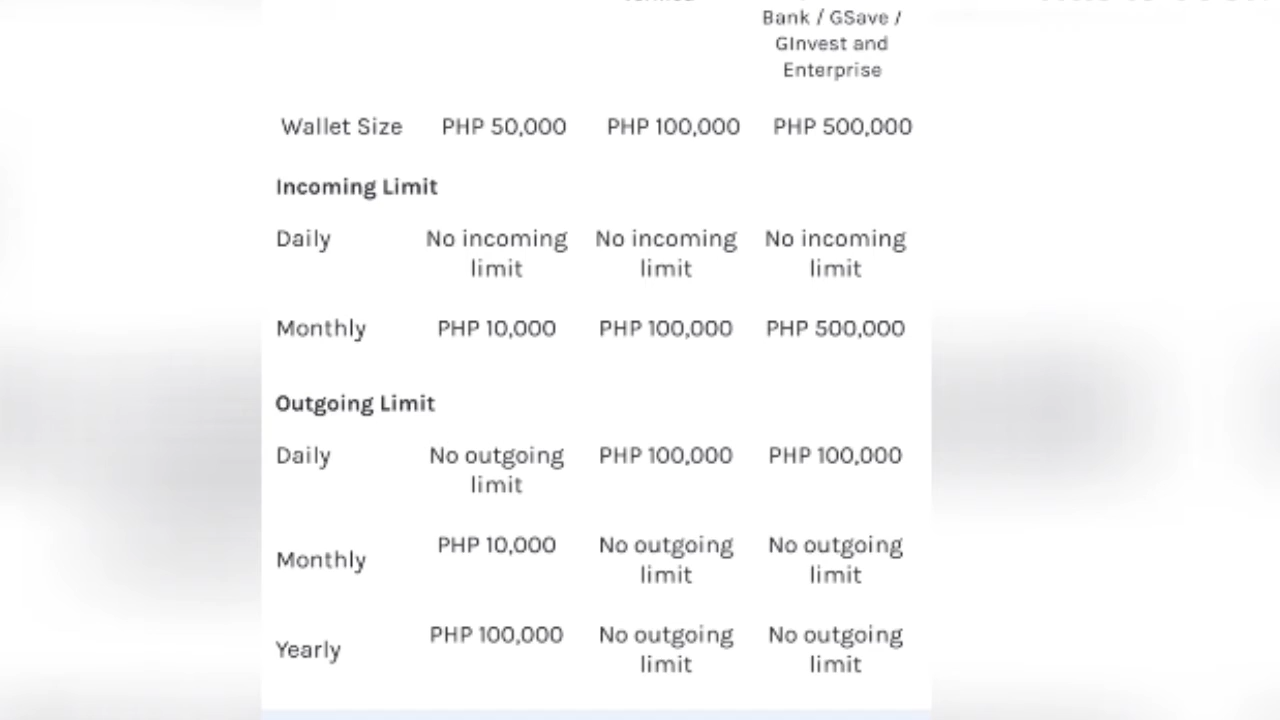 Bank / GSave /
GInvest and
Enterprise
Wallet Size PHP 50,000 PHP 100,000 PHP 500,000
Incoming Limit
Daily No incoming limit No incoming limit No incoming limit
Monthly PHP 10,000 PHP 100,000 PHP 500,000
Outgoing Limit
Daily No outgoing limit PHP 100,000 PHP 100,000
Monthly PHP 10,000 No outgoing limit No outgoing limit
Yearly PHP 100,000 No outgoing limit No outgoing limit